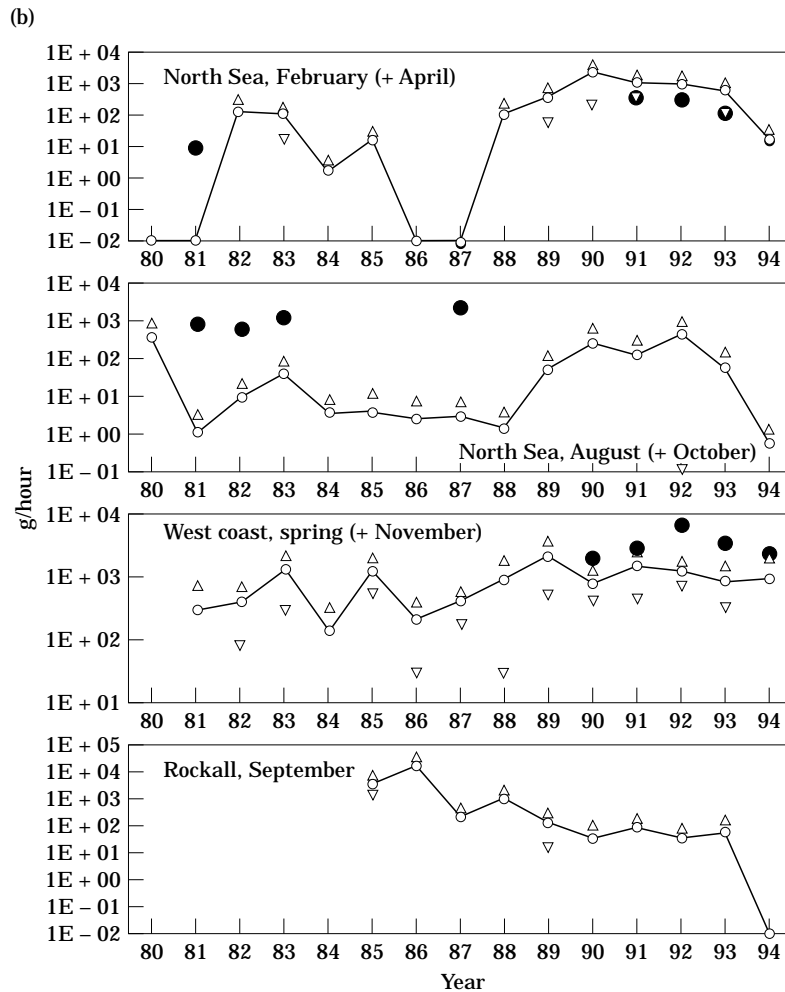 (b)
1E + 04
1E + 03
1E + 02
1E + 01
1E + 00
1E – 01
1E – 02
North Sea, February (+ April)
80 81 82 83 84 85 86 87 88 89 90 91 92 93 94
1E + 04
1E + 03
1E + 02
1E + 01
1E + 00
1E – 01
North Sea, August (+ October)
80 81 82 83 84 85 86 87 88 89 90 91 92 93 94
g/hour
1E + 04
1E + 03
1E + 02
1E + 01
West coast, spring (+ November)
80 81 82 83 84 85 86 87 88 89 90 91 92 93 94
1E + 05
1E + 04
1E + 03
1E + 02
1E + 01
1E + 00
1E – 01
1E – 02
Rockall, September
80 81 82 83 84 85 86 87 88 89 90 91 92 93 94
Year